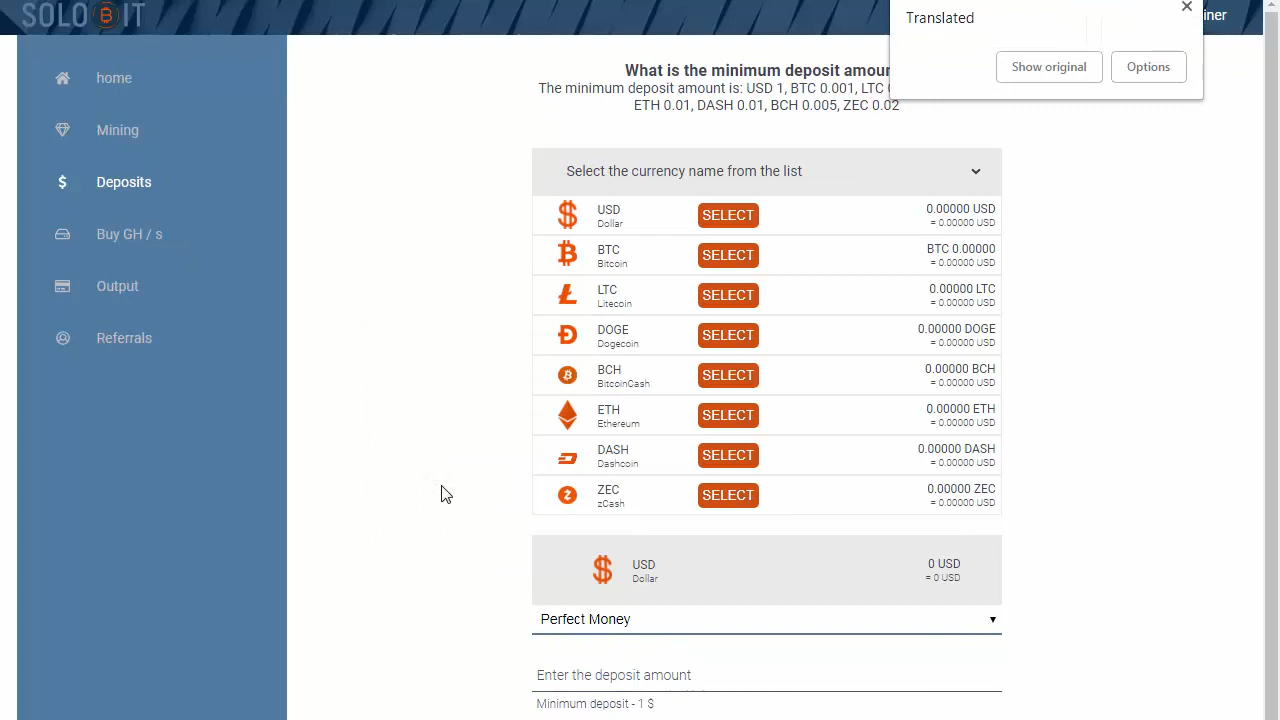 SOLO BIT
iner
Translated
Show original
Options
home
Mining
Deposits
Buy GH / s
Output
Referrals
What is the minimum deposit amoun
The minimum deposit amount is: USD 1, BTC 0.001, LTC
ETH 0.01, DASH 0.01, BCH 0.005, ZEC 0.02
Select the currency name from the list
USD SELECT 0.00000 USD
Dollar = 0.00000 USD
BTC SELECT BTC 0.00000
Bitcoin = 0.00000 USD
LTC SELECT 0.00000 LTC
Litecoin = 0.00000 USD
DOGE SELECT 0.00000 DOGE
Dogecoin = 0.00000 USD
BCH SELECT 0.00000 BCH
BitcoinCash = 0.00000 USD
ETH SELECT 0.00000 ETH
Ethereum = 0.00000 USD
DASH SELECT 0.00000 DASH
Dashcoin = 0.00000 USD
ZEC SELECT 0.00000 ZEC
zCash = 0.00000 USD
USD 0 USD
Dollar = 0 USD
Perfect Money
Enter the deposit amount
Minimum deposit - 1 $